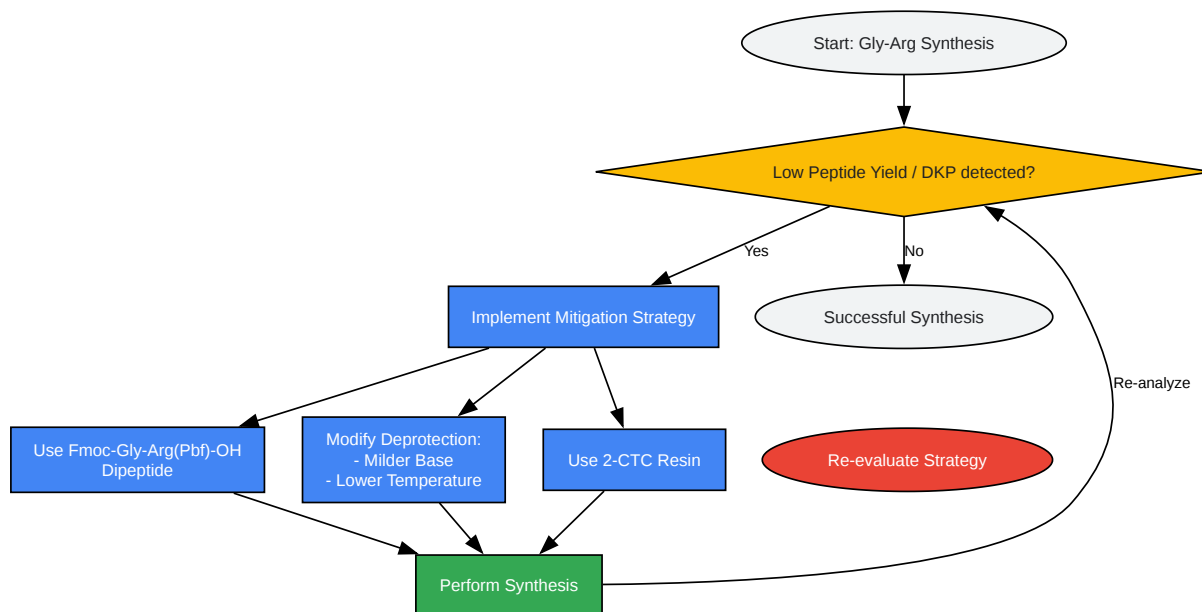 Start: Gly-Arg Synthesis
Low Peptide Yield / DKP detected?
Yes
No
Implement Mitigation Strategy
Successful Synthesis
Re-analyze
Use Fmoc-Gly-Arg(Pbf)-OH
Dipeptide
Modify Deprotection:
- Milder Base
- Lower Temperature
Use 2-CTC Resin
Re-evaluate Strategy
Perform Synthesis